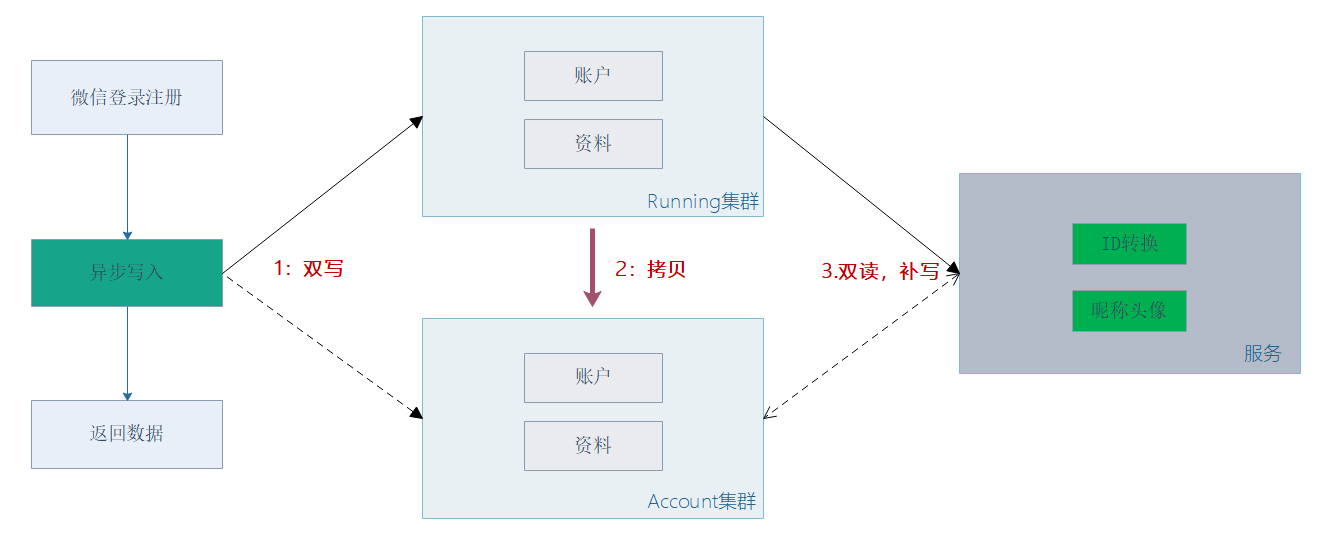 微信登录注册
异步写入
返回数据
1：双写
账户
资料
Running集群
2：拷贝
账户
资料
Account集群
3.双读，补写
ID转换
昵称头像
服务